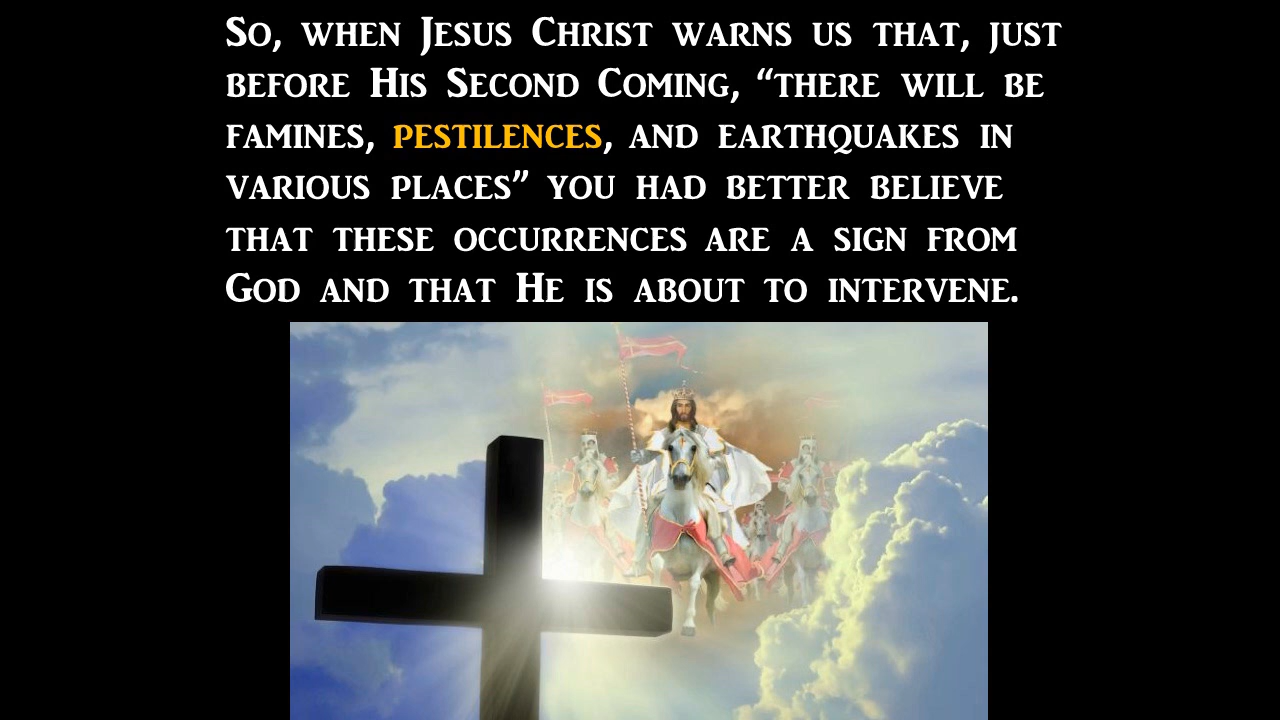 So, when Jesus Christ warns us that, just
before His Second Coming, “there will be
famines, pestilences, and earthquakes in
various places” you had better believe
that these occurrences are a sign from
God and that He is about to intervene.